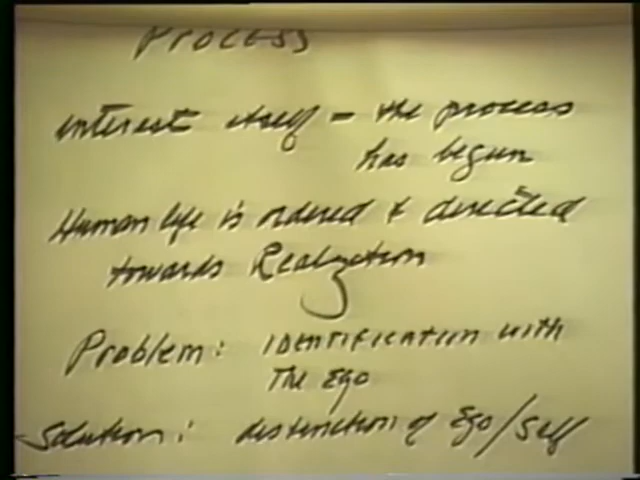 Process
interest itself = the process
has begun
Human life is ordered & directed
towards Realization
Problem: IDENTIFICATION with
The EGO
Solution: distinction of Ego/Self